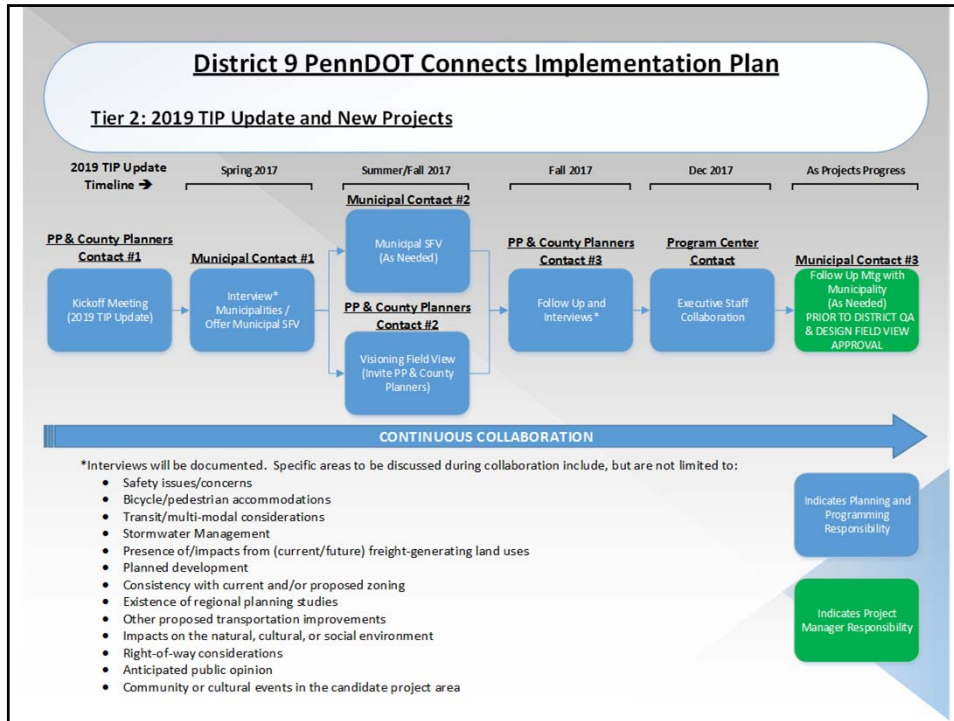 District 9 PennDOT Connects Implementation Plan
Tier 2: 2019 TIP Update and New Projects
2019 TIP Update
Timeline →
Spring 2017
Summer/Fall 2017
Fall 2017
Dec 2017
As Projects Progress
PP & County Planners
Contact #1
Kickoff Meeting
(2019 TIP Update)
Municipal Contact #1
Interview*
Municipalities /
Offer Municipal SFV
Municipal Contact #2
Municipal SFV
(As Needed)
PP & County Planners
Contact #2
Visioning Field View
(Invite PP & County
Planners)
PP & County Planners
Contact #3
Follow Up and
Interviews*
Program Center
Contact
Executive Staff
Collaboration
Municipal Contact #3
Follow Up Mtg with
Municipality
(As Needed)
PRIOR TO DISTRICT QA
& DESIGN FIELD VIEW
APPROVAL
CONTINUOUS COLLABORATION
*Interviews will be documented. Specific areas to be discussed during collaboration include, but are not limited to:
• Safety issues/concerns
• Bicycle/pedestrian accommodations
• Transit/multi-modal considerations
• Stormwater Management
• Presence of/impacts from (current/future) freight-generating land uses
• Planned development
• Consistency with current and/or proposed zoning
• Existence of regional planning studies
• Other proposed transportation improvements
• Impacts on the natural, cultural, or social environment
• Right-of-way considerations
• Anticipated public opinion
• Community or cultural events in the candidate project area
Indicates Planning and
Programming
Responsibility
Indicates Project
Manager Responsibility